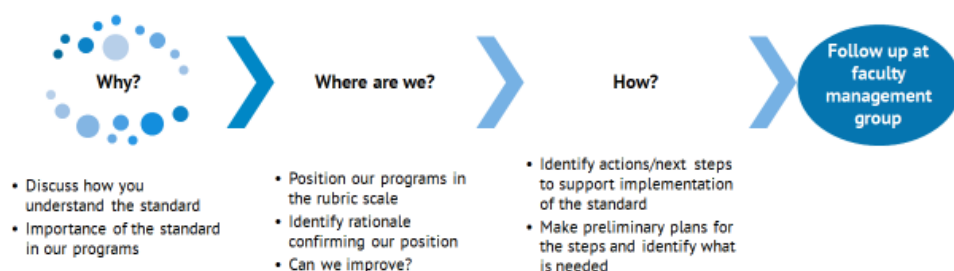 Why?
Where are we?
How?
Follow up at
faculty
management
group
• Discuss how you
understand the standard
• Importance of the standard
in our programs
• Position our programs in
the rubric scale
• Identify rationale
confirming our position
• Can we improve?
• Identify actions/next steps
to support implementation
of the standard
• Make preliminary plans for
the steps and identify what
is needed